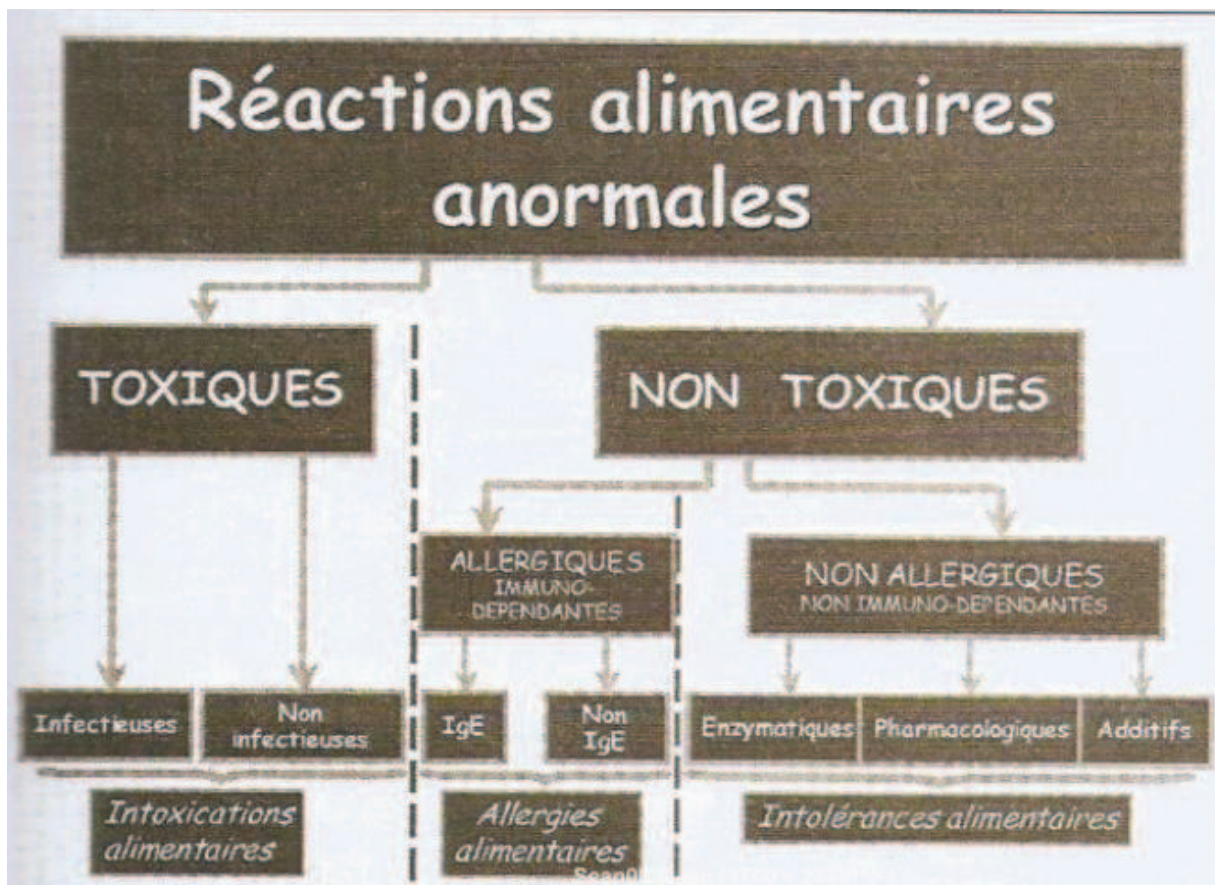 Réactions alimentaires
anormales
TOXIQUES
NON TOXIQUES
ALLERGIQUES
IMMUNO-
DEPENDANTES
NON ALLERGIQUES
NON IMMUNO-DEPENDANTES
Infectieuses
Non
infectieuses
IgE
Non
IgE
Enzymatiques
Pharmacologiques
Additifs
Intoxications
alimentaires
Allergies
alimentaires
Intolérances alimentaires